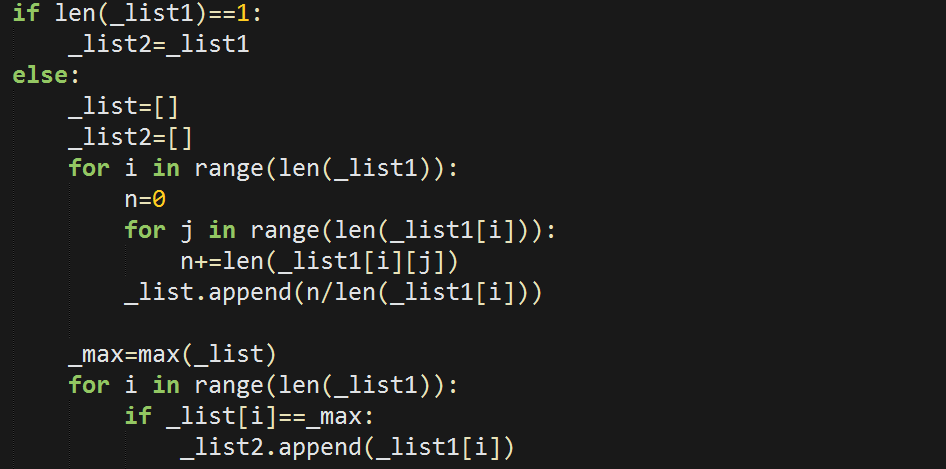 if len(_list1)==1:
    _list2=_list1
else:
    _list=[]
    _list2=[]
    for i in range(len(_list1)):
        n=0
        for j in range(len(_list1[i])):
            n+=len(_list1[i][j])
        _list.append(n/len(_list1[i]))

    _max=max(_list)
    for i in range(len(_list1)):
        if _list[i]==_max:
            _list2.append(_list1[i])